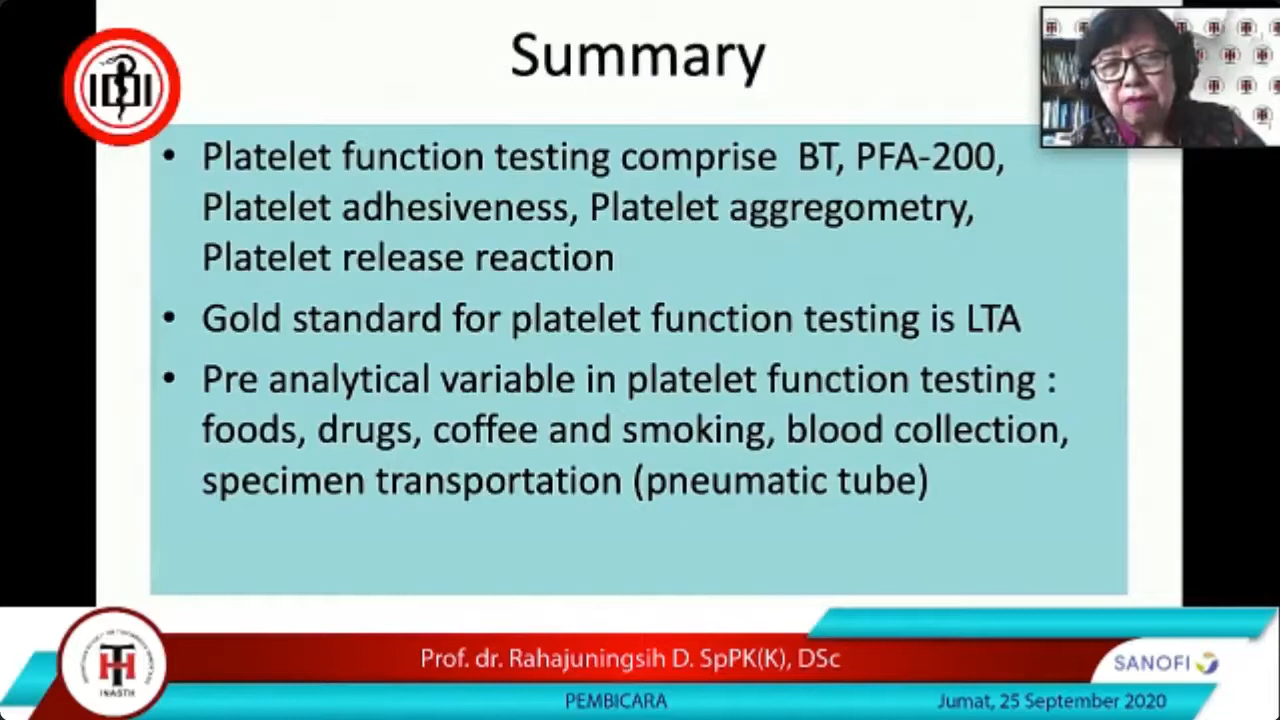 Summary
• Platelet function testing comprise BT, PFA-200,
Platelet adhesiveness, Platelet aggregometry,
Platelet release reaction
• Gold standard for platelet function testing is LTA
• Pre analytical variable in platelet function testing :
foods, drugs, coffee and smoking, blood collection,
specimen transportation (pneumatic tube)
Prof. dr. Rahajuningsih D. SpPK(K), DSc
SANOFI
INASTH
PEMBICARA
Jumat, 25 September 2020